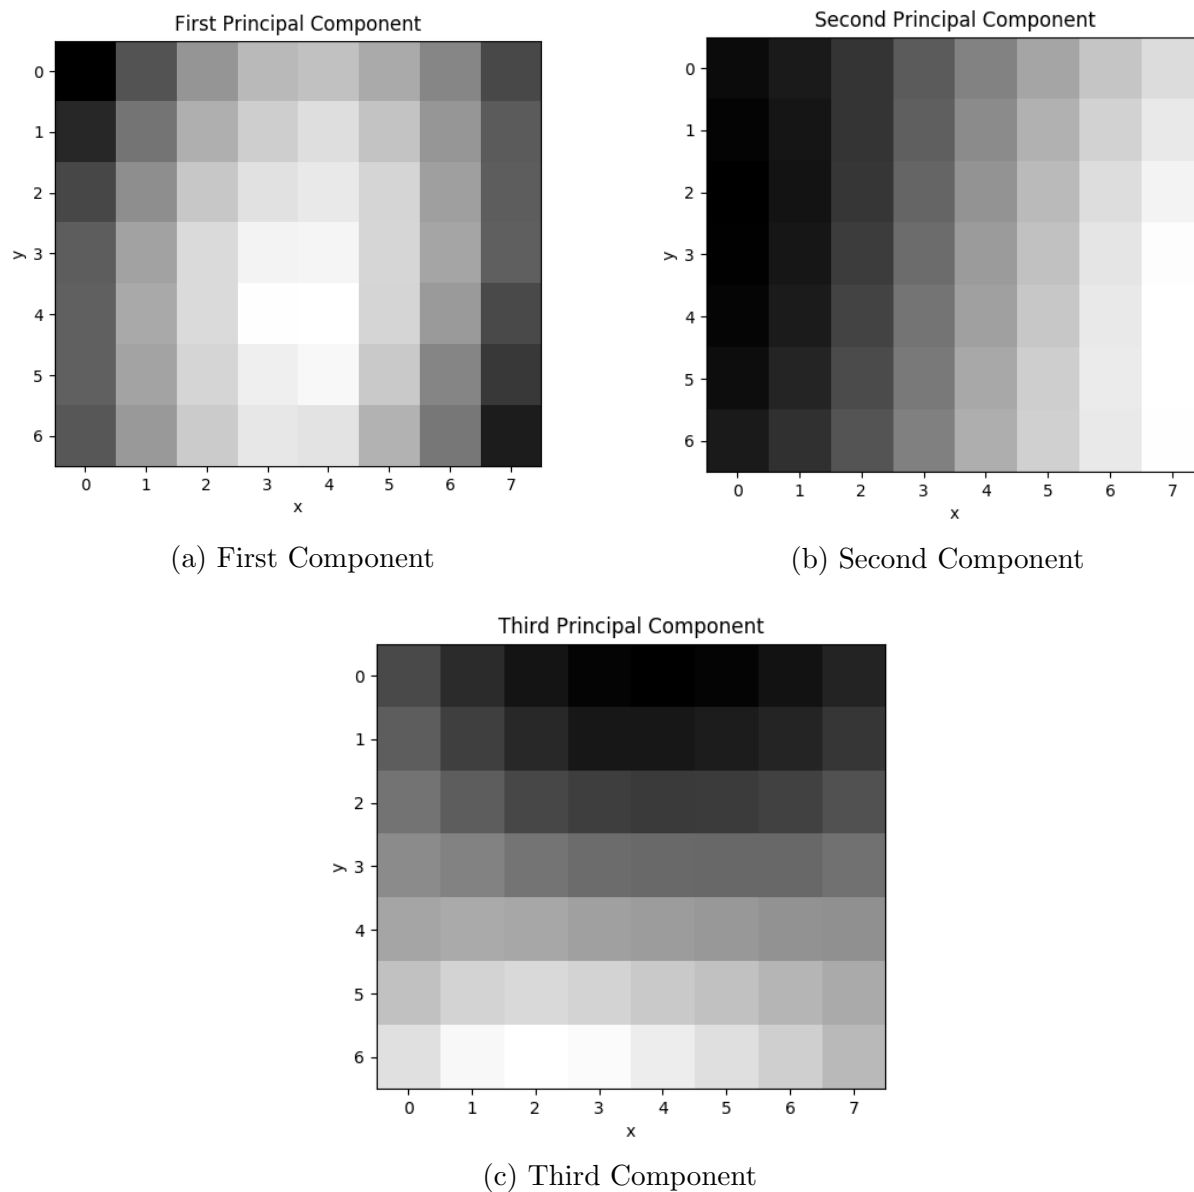 First Principal Component
0
1
2
3
4
5
6
y
0 1 2 3 4 5 6 7
x
(a) First Component
Second Principal Component
0
1
2
3
4
5
6
y
0 1 2 3 4 5 6 7
x
(b) Second Component
Third Principal Component
0
1
2
3
4
5
6
y
0 1 2 3 4 5 6 7
x
(c) Third Component